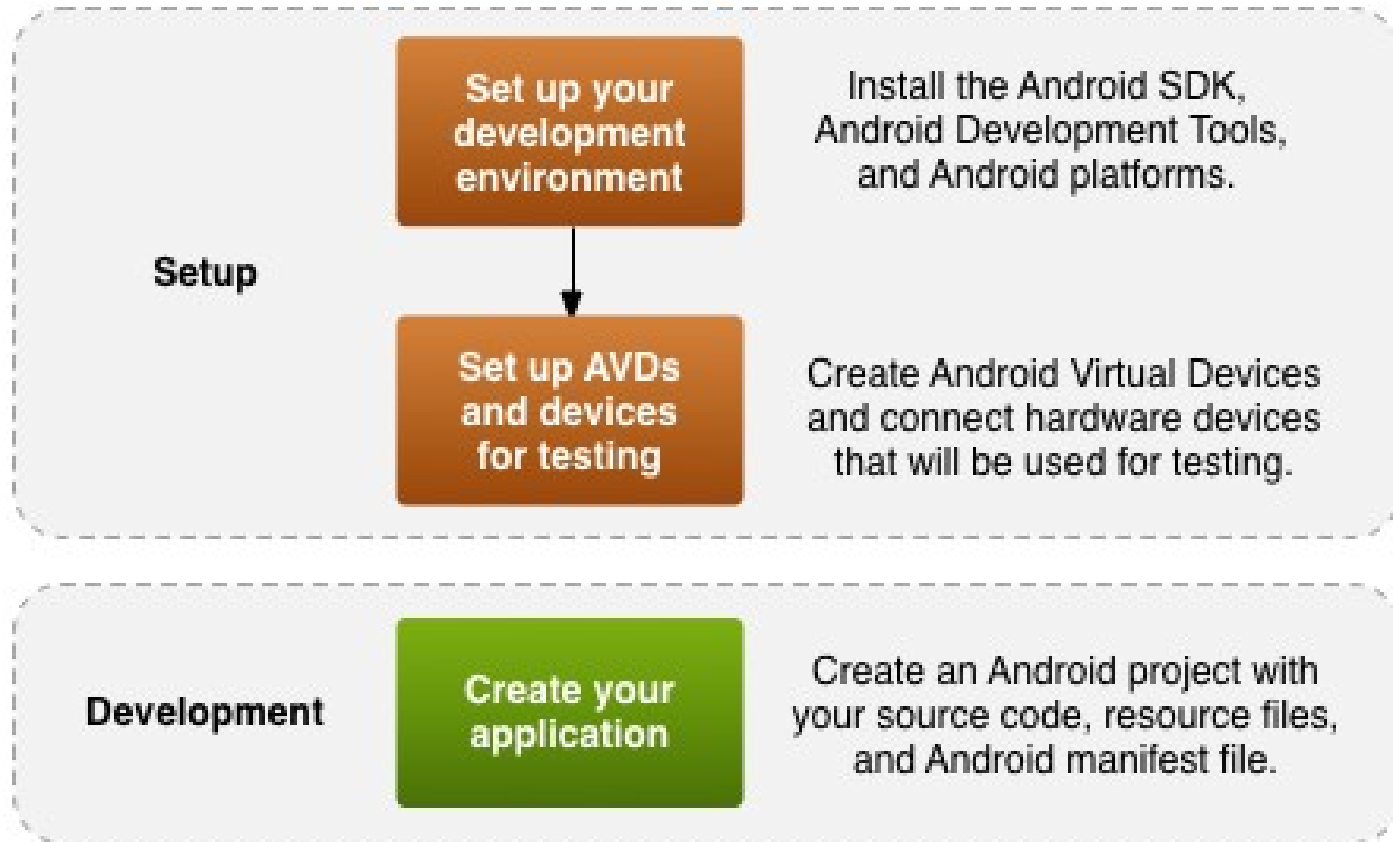 Set up your
development
environment
Install the Android SDK,
Android Development Tools,
and Android platforms.
Setup
Set up AVDs
and devices
for testing
Create Android Virtual Devices
and connect hardware devices
that will be used for testing.
Development
Create your
application
Create an Android project with
your source code, resource files,
and Android manifest file.